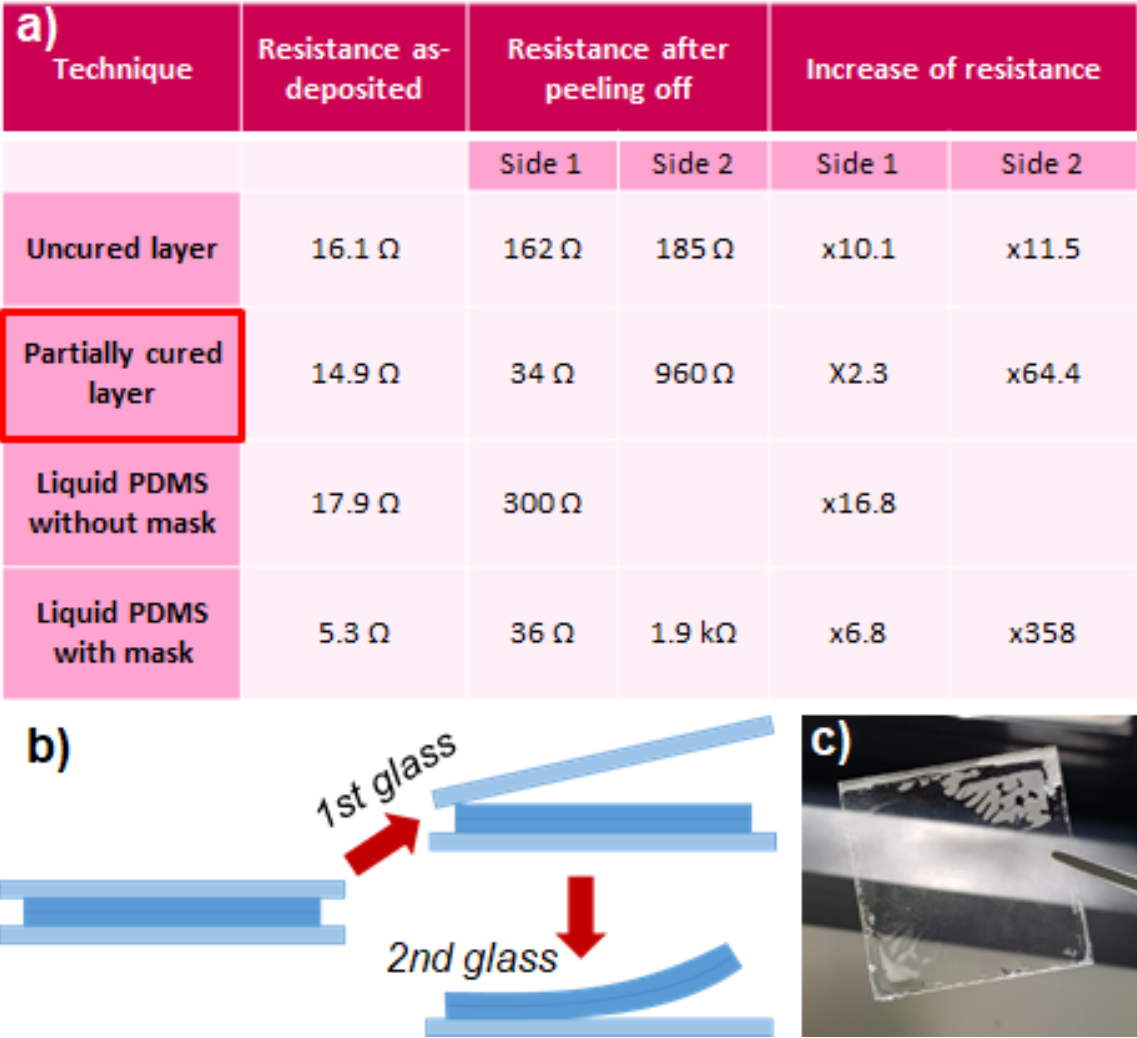 a)
Technique
Resistance as-
deposited
Resistance after
peeling off
Increase of resistance
Side 1 Side 2 Side 1 Side 2
Uncured layer 16.1 Ω 162 Ω 185 Ω x10.1 x11.5
Partially cured
layer
14.9 Ω 34 Ω 960 Ω X2.3 x64.4
Liquid PDMS
without mask
17.9 Ω 300 Ω x16.8
Liquid PDMS
with mask
5.3 Ω 36 Ω 1.9 kΩ x6.8 x358
b)
1st glass
2nd glass
c)